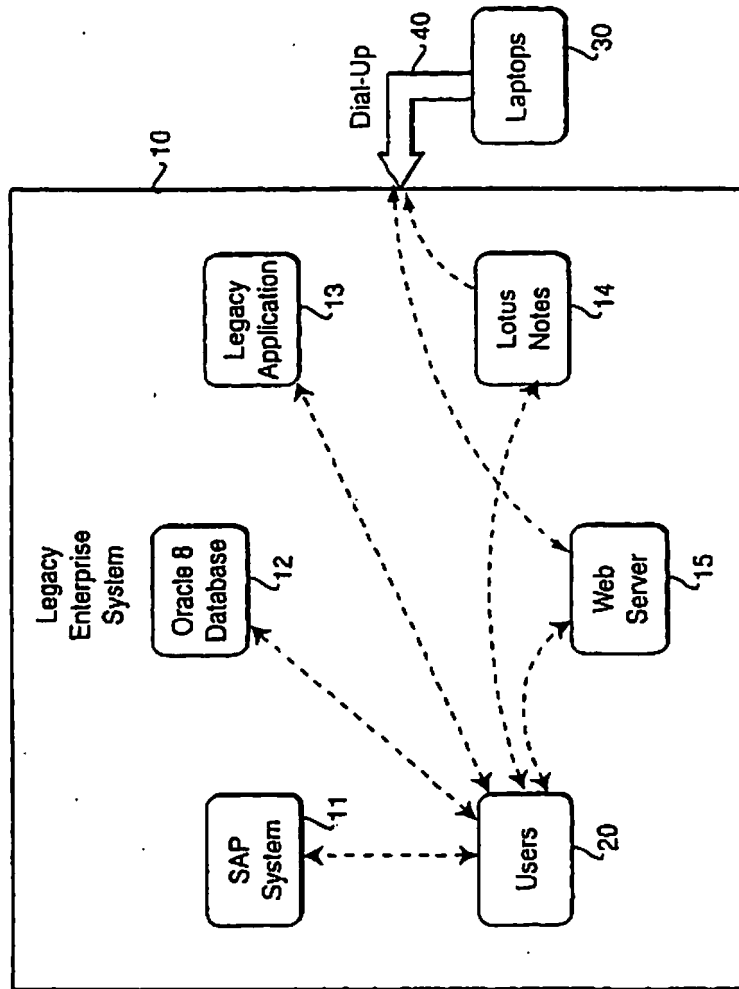 Legacy
Enterprise
System
10
SAP
System
11
Oracle 8
Database
12
Legacy
Application
13
Dial-Up
40
Users
20
Web
Server
15
Lotus
Notes
14
Laptops
30